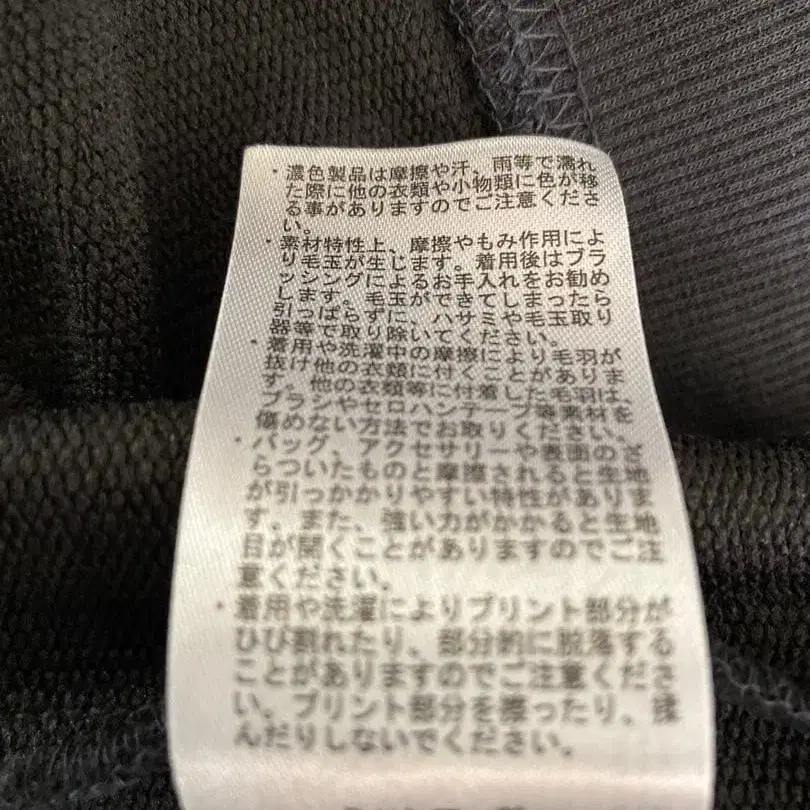 ・濃色製品は摩擦や汗、雨等で濡れ
た際に他の衣類や小物類に色が移
る事がありますのでご注意くださ
い。
・素材特性上、摩擦やもみ作用によ
り毛玉が生じます。着用後はブラ
ッシングによるお手入れをお勧め
します。毛玉ができてしまったら
引っぱらずに、ハサミや毛玉取り
器等で取り除いてください。
・着用や洗濯中の摩擦により毛羽が
抜け他の衣類に付くことがありま
す。他の衣類等に付着した毛羽は、
ブラシやセロハンテープ等素材を
傷めない方法でお取りください。
・バッグ、アクセサリーや表面のざ
らついたものと摩擦されると生地
が引っかかりやすい特性がありま
す。また、強い力がかかると生地
目が開くことがありますのでご注
意ください。
・着用や洗濯によりプリント部分が
ひび割れたり、部分的に脱落する
ことがありますのでご注意くださ
い。プリント部分を擦ったり、揉
んだりしないでください。